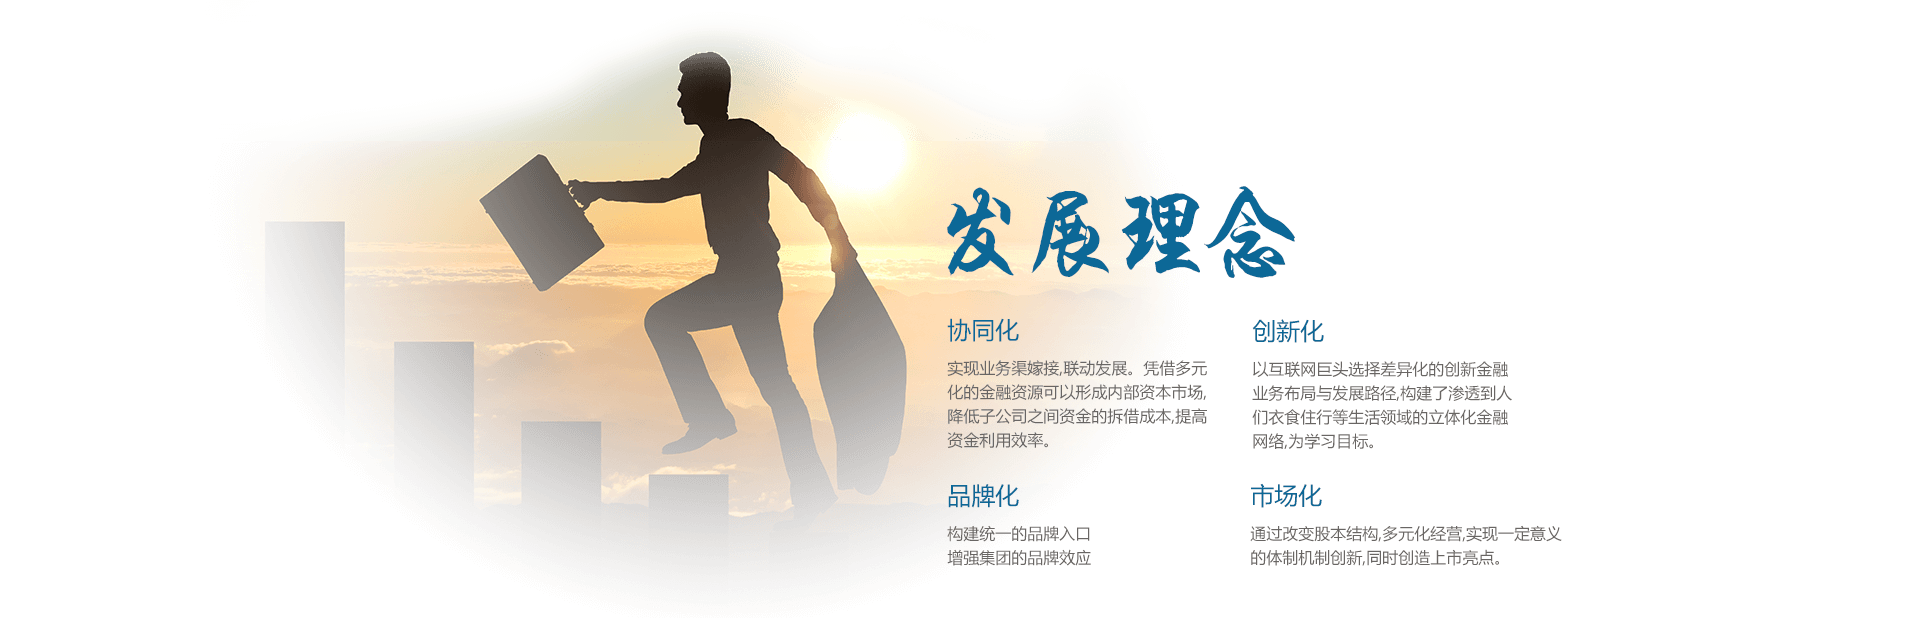 发展理念
协同化
实现业务渠嫁接,联动发展。凭借多元
化的金融资源可以形成内部资本市场,
降低子公司之间资金的拆借成本,提高
资金利用效率。
创新化
以互联网巨头选择差异化的创新金融
业务布局与发展路径,构建了渗透到人
们衣食住行等生活领域的立体化金融
网络,为学习目标。
品牌化
构建统一的品牌入口
增强集团的品牌效应
市场化
通过改变股本结构,多元化经营,实现一定意义
的体制机制创新,同时创造上市亮点。